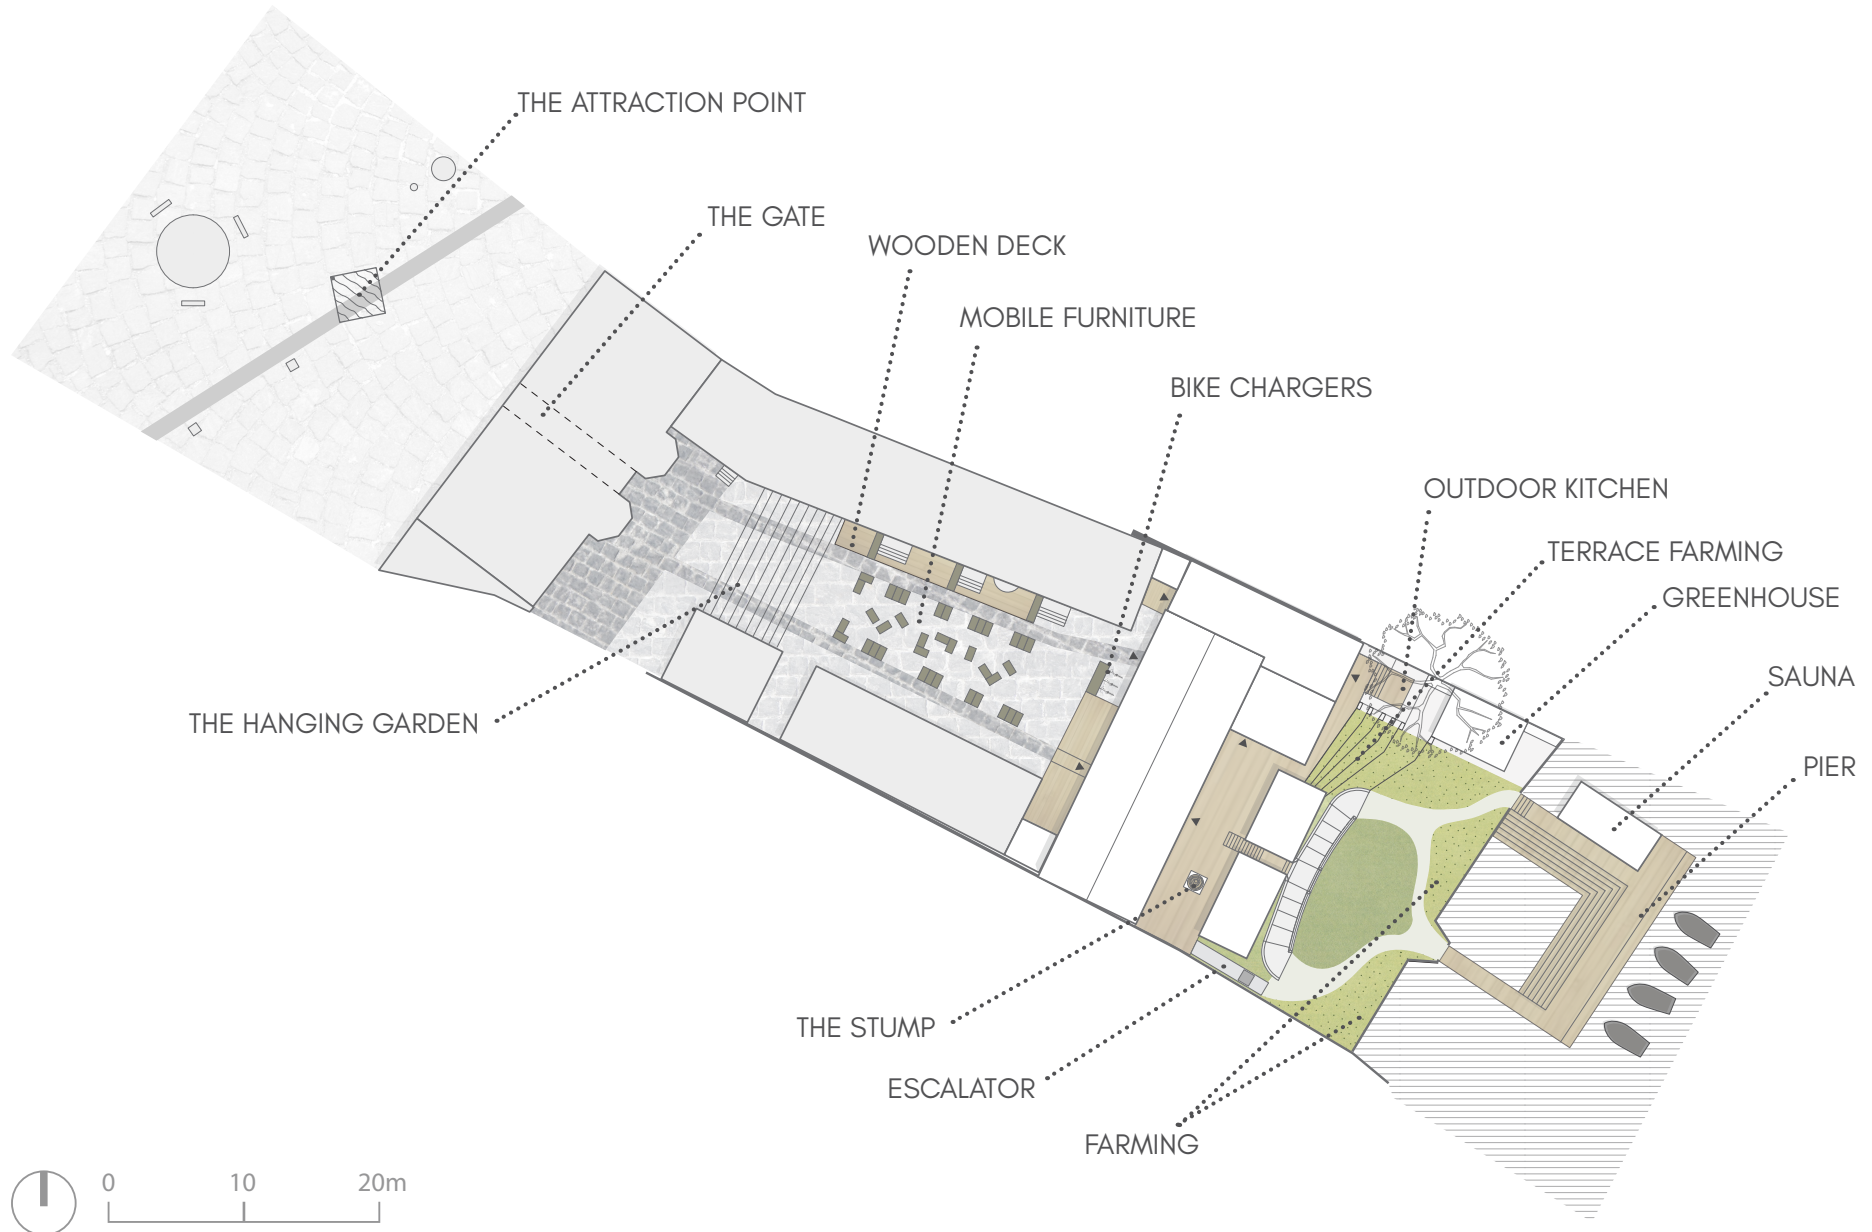 THE ATTRACTION POINT
THE GATE
WOODEN DECK
MOBILE FURNITURE
BIKE CHARGERS
OUTDOOR KITCHEN
TERRACE FARMING
GREENHOUSE
SAUNA
THE HANGING GARDEN
PIER
THE STUMP
ESCALATOR
FARMING
0 10 20m